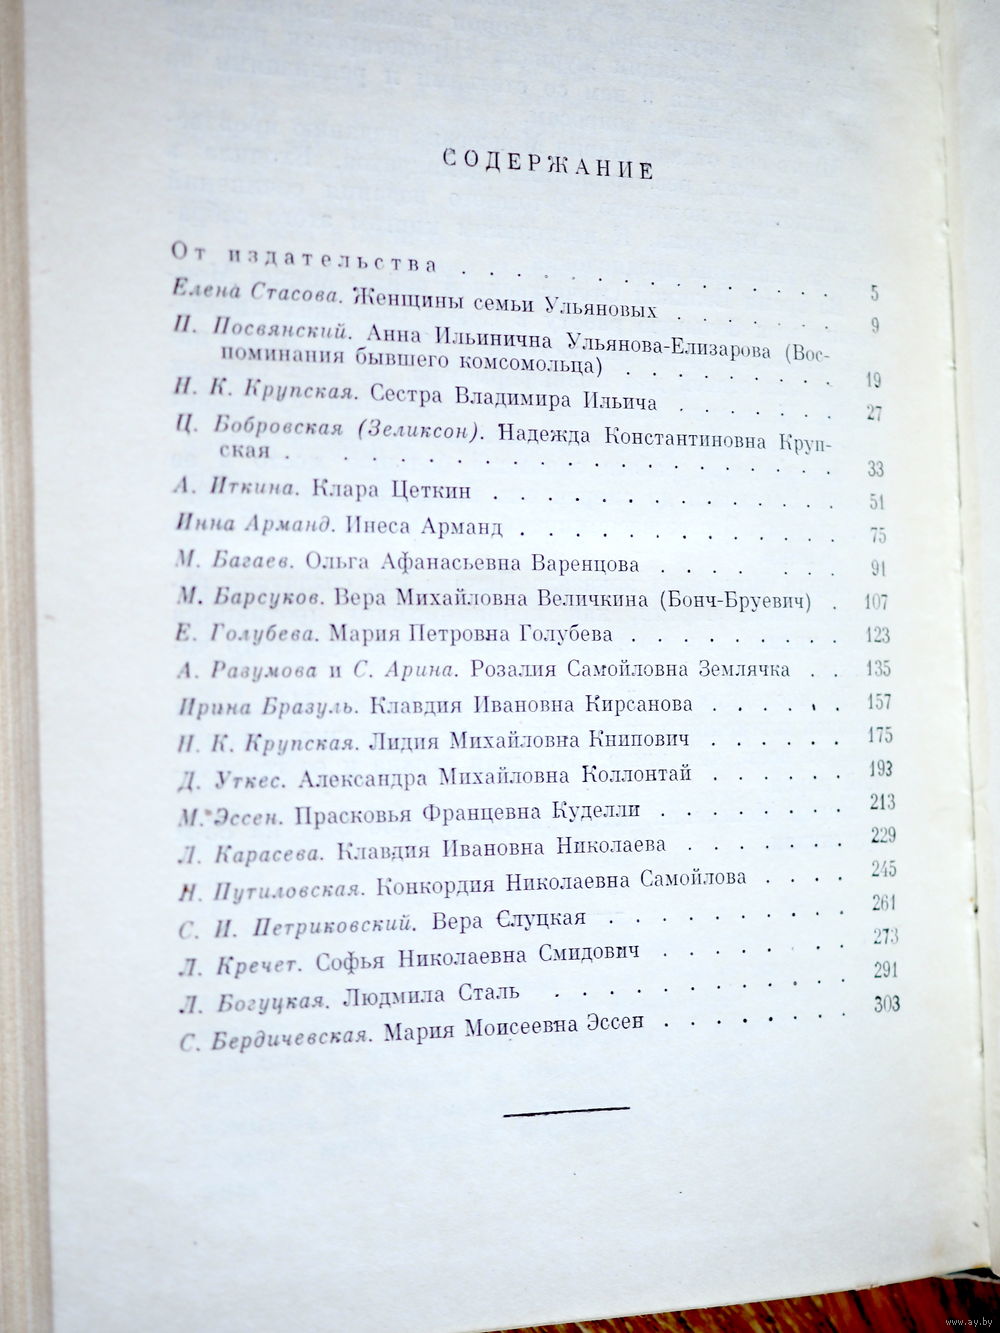 СОДЕРЖАНИЕ
От издательства . . . . . . . . . . . . 5
Елена Стасова. Женщины семьи Ульяновых . . . . . . 9
П. Посвянский. Анна Ильинична Ульянова-Елизарова (Вос-
поминания бывшего комсомольца) . . . . . . . . 19
Н. К. Крупская. Сестра Владимира Ильича . . . . . . 27
Ц. Бобровская (Зеликсон). Надежда Константиновна Круп-
ская . . . . . . . . . . . . . . . . 33
А. Иткина. Клара Цеткин . . . . . . . . . . . . 51
Инна Арманд. Инеса Арманд . . . . . . . . . . . 75
М. Багаев. Ольга Афанасьевна Варенцова . . . . . . . 91
М. Барсуков. Вера Михайловна Величкина (Бонч-Бруевич) . 107
Е. Голубева. Мария Петровна Голубева . . . . . . . . 123
А. Разумова и С. Арина. Розалия Самойловна Землячка . . 135
Ирина Бразуль. Клавдия Ивановна Кирсанова . . . . . . 157
Н. К. Крупская. Лидия Михайловна Книпович . . . . . . 175
Д. Уткес. Александра Михайловна Коллонтай . . . . . . 193
М. Эссен. Прасковья Францевна Куделли . . . . . . . . 213
Л. Карасева. Клавдия Ивановна Николаева . . . . . . . 229
Н. Путиловская. Конкордия Николаевна Самойлова . . . . 245
С. И. Петриковский. Вера Слуцкая . . . . . . . . . . 261
Л. Кречет. Софья Николаевна Смидович . . . . . . . . 273
Л. Богуцкая. Людмила Сталь . . . . . . . . . . . . 291
С. Бердичевская. Мария Моисеевна Эссен . . . . . . . . 303
www.ay.by